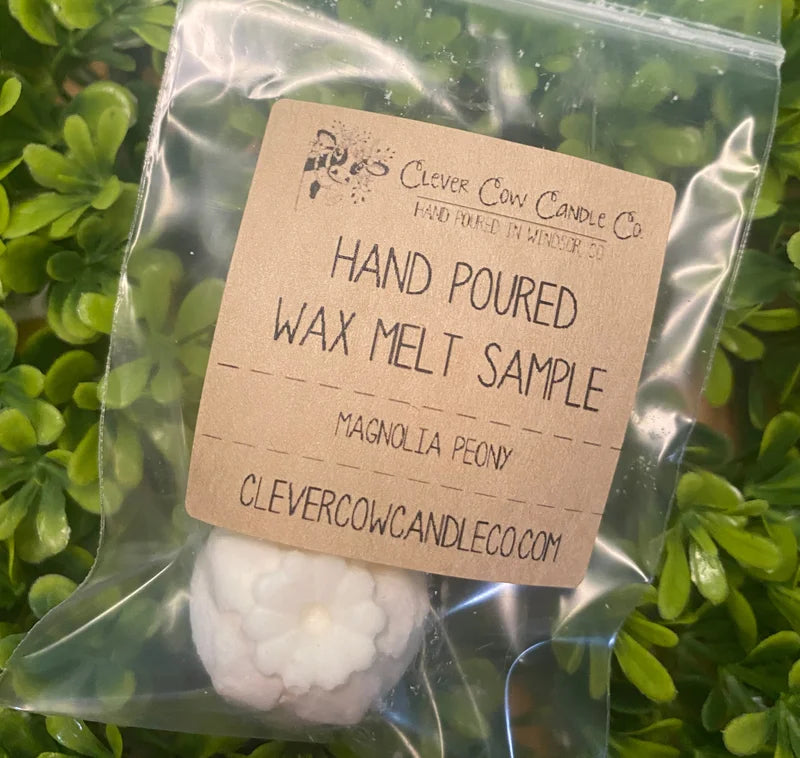 Clever Cow Candle Co.
HAND POURED IN WINDSOR, CO
HAND POURED
WAX MELT SAMPLE
MAGNOLIA PEONY
CLEVERCOWCANDLECO.COM